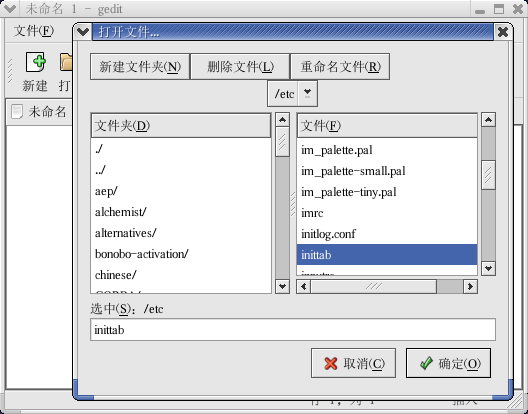 未命名 1 - gedit
文件(F)
新建
未命名
打开文件...
新建文件夹(N) 删除文件(L) 重命名文件(R)
/etc
文件夹(D)
./
../
aep/
alchemist/
alternatives/
bonobo-activation/
chinese/
文件(F)
im_palette.pal
im_palette-small.pal
im_palette-tiny.pal
imrc
initlog.conf
inittab
选中(S): /etc
inittab
取消(C) 确定(O)